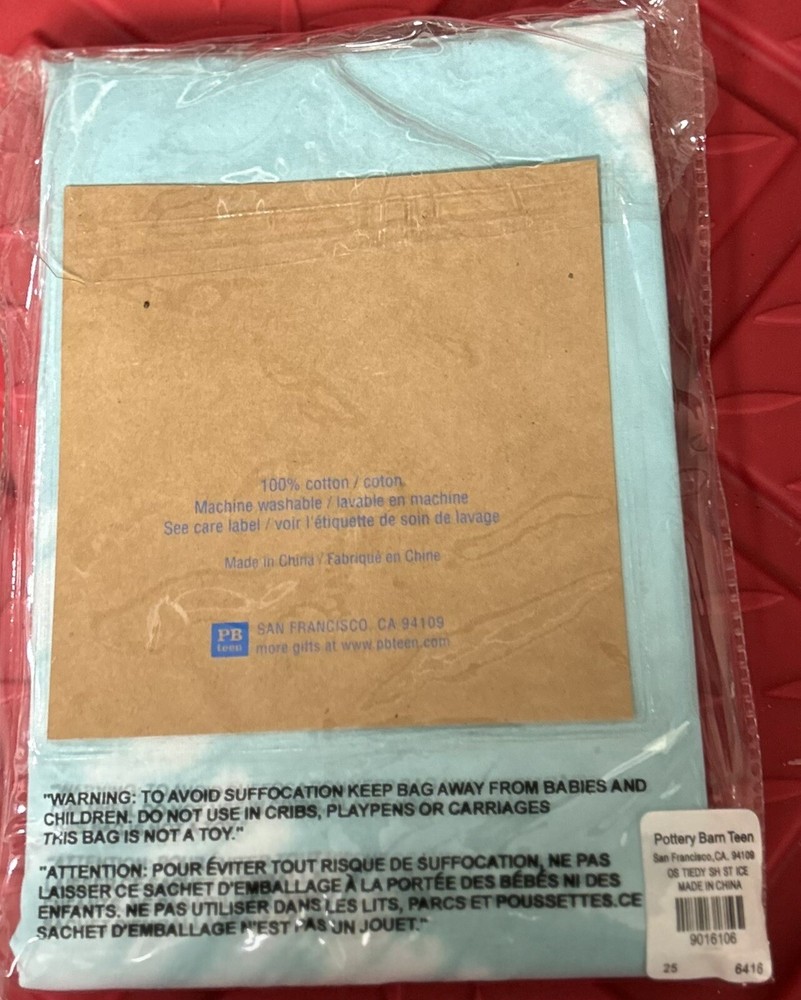 100% cotton / coton
Machine washable / lavable en machine
See care label / voir l'étiquette de soin de lavage
Made in China / Fabriqué en Chine
PB
teen
SAN FRANCISCO, CA 94109
more gifts at www.pbteen.com
"WARNING: TO AVOID SUFFOCATION KEEP BAG AWAY FROM BABIES AND
CHILDREN. DO NOT USE IN CRIBS, PLAYPENS OR CARRIAGES
THIS BAG IS NOT A TOY."
"ATTENTION: POUR ÉVITER TOUT RISQUE DE SUFFOCATION, NE PAS
LAISSER CE SACHET D'EMBALLAGE À LA PORTÉE DES BÉBÉS NI DES
ENFANTS. NE PAS UTILISER DANS LES LITS, PARCS ET POUSSETTES.CE
SACHET D'EMBALLAGE N'EST PAS UN JOUET."
Pottery Barn Teen
San Francisco,CA. 94109
OS TIEDY SH ST ICE
MADE IN CHINA
9016106
25 6416